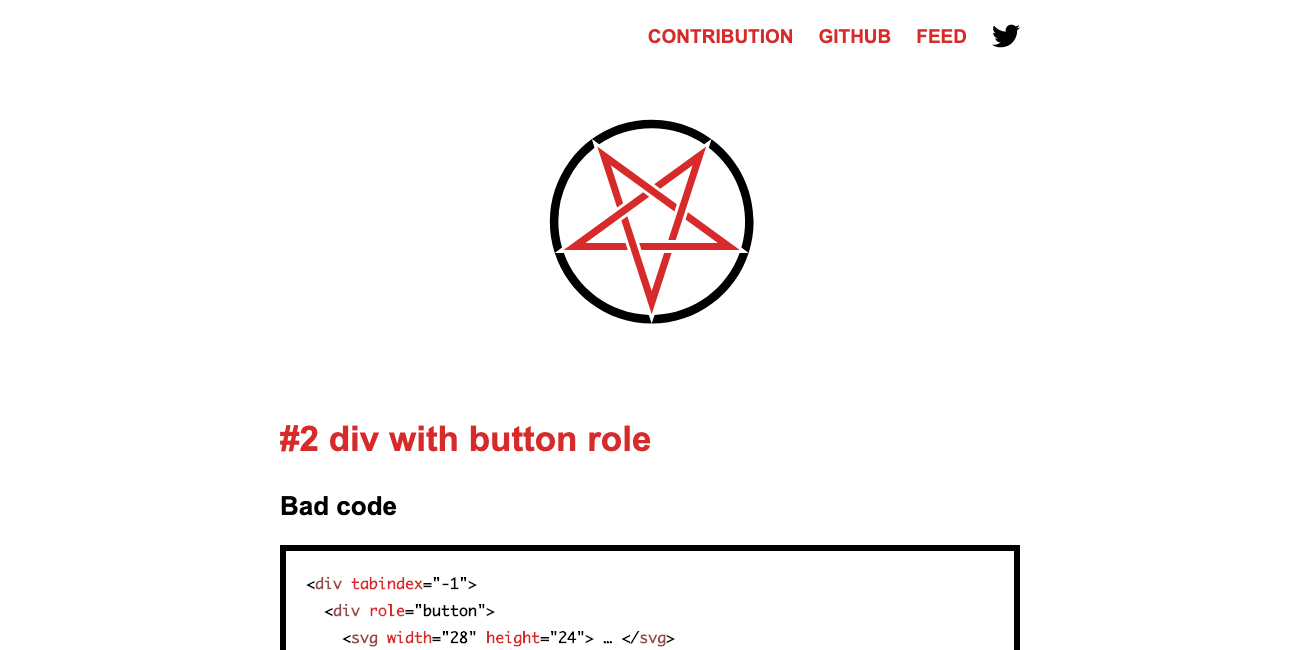 CONTRIBUTION GITHUB FEED
#2 div with button role
Bad code
<div tabindex="-1">
<div role="button">
<svg width="28" height="24"> … </svg>